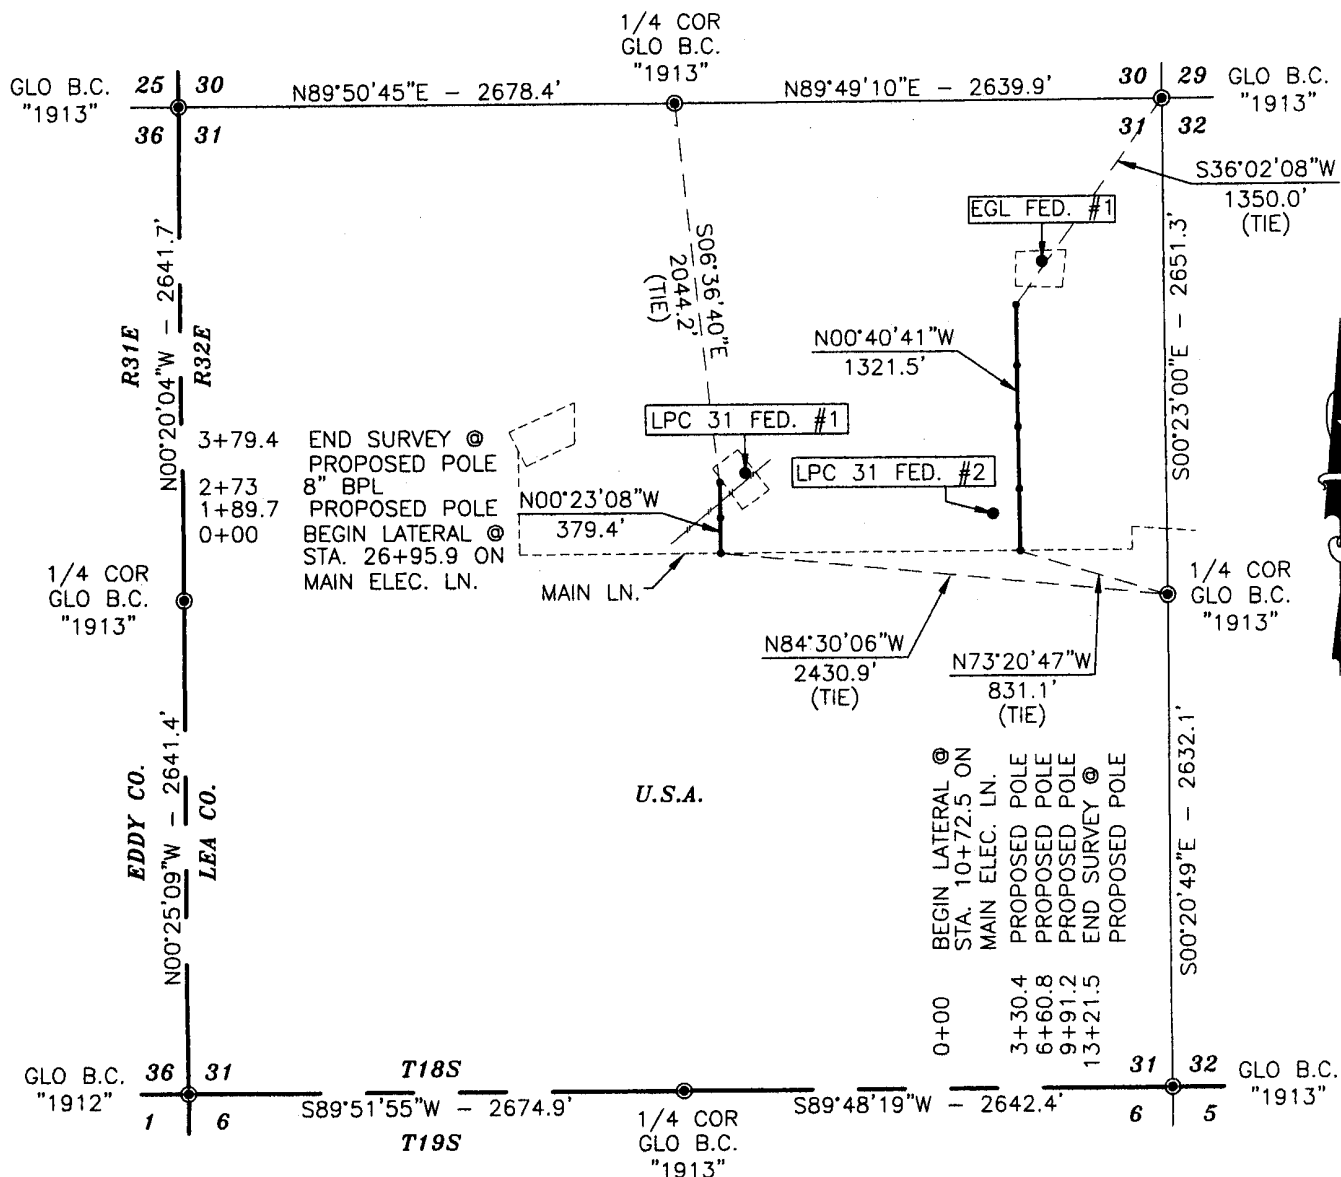 1/4 COR
GLO B.C.
"1913"
GLO B.C.
"1913"
25 30
36 31
N89°50'45"E - 2678.4'
N89°49'10"E - 2639.9'
30 29
31 32
GLO B.C.
"1913"
S36°02'08"W
1350.0'
(TIE)
EGL FED. #1
N00°20'04"W - 2641.7'
R31E
R32E
S06°36'40"E
2044.2'
(TIE)
N00°40'41"W
1321.5'
S00°23'00"E - 2651.3'
LPC 31 FED. #1
LPC 31 FED. #2
3+79.4 END SURVEY @
PROPOSED POLE
2+73 8" BPL
1+89.7 PROPOSED POLE
0+00 BEGIN LATERAL @
STA. 26+95.9 ON
MAIN ELEC. LN.
N00°23'08"W
379.4'
MAIN LN.
1/4 COR
GLO B.C.
"1913"
1/4 COR
GLO B.C.
"1913"
N84°30'06"W
2430.9'
(TIE)
N73°20'47"W
831.1'
(TIE)
N00°25'09"W - 2641.4'
EDDY CO.
LEA CO.
U.S.A.
0+00 BEGIN LATERAL @
STA. 10+72.5 ON
MAIN ELEC. LN.
3+30.4 PROPOSED POLE
6+60.8 PROPOSED POLE
9+91.2 PROPOSED POLE
13+21.5 END SURVEY @
PROPOSED POLE
S00°20'49"E - 2632.1'
GLO B.C.
"1912"
36 31
1 6
T18S
T19S
S89°51'55"W - 2674.9'
1/4 COR
GLO B.C.
"1913"
S89°48'19"W - 2642.4'
31 32
6 5
GLO B.C.
"1913"